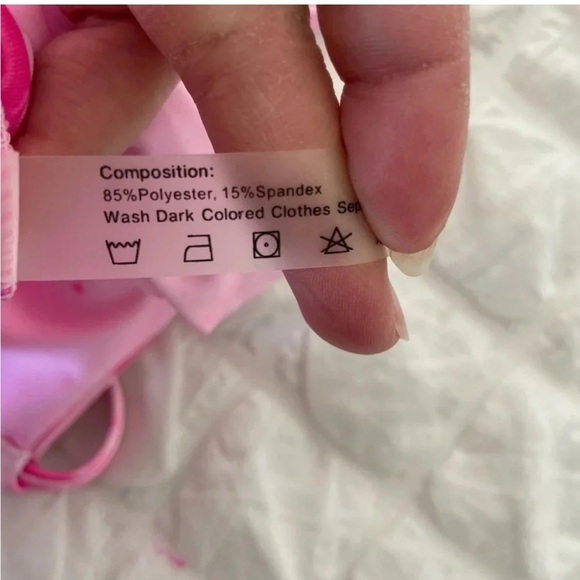 Composition:
85%Polyester, 15%Spandex
Wash Dark Colored Clothes